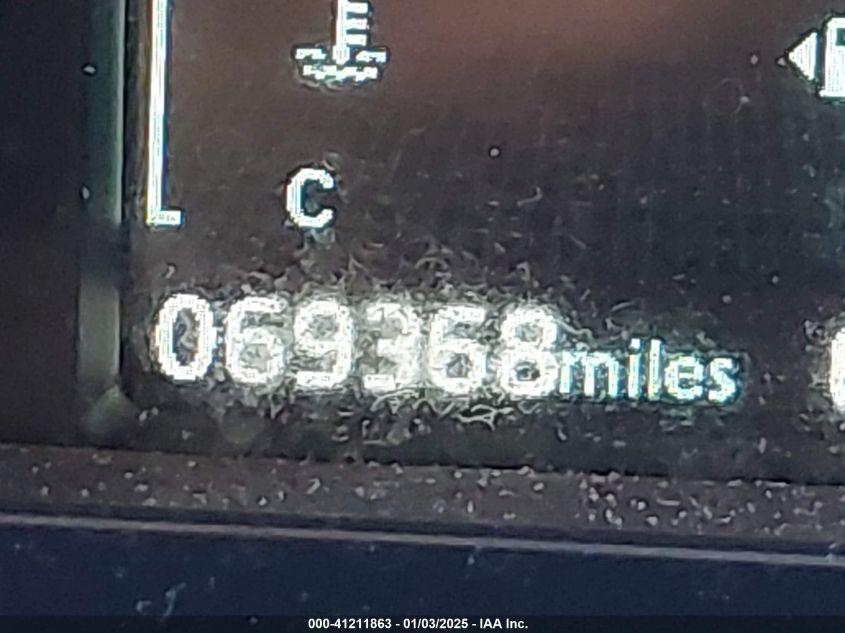 C
069368miles
000-41211863 - 01/03/2025 - IAA Inc.